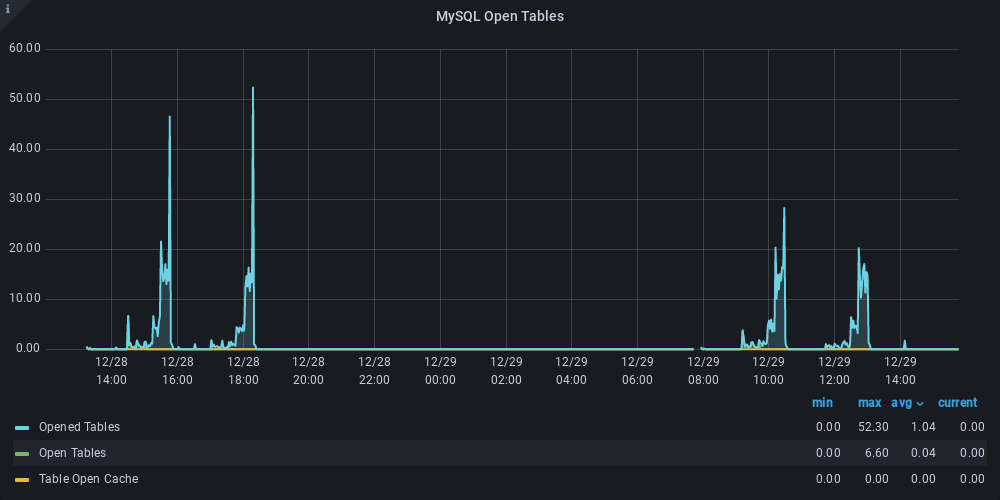 i
MySQL Open Tables
60.00
50.00
40.00
30.00
20.00
10.00
0.00
12/28 12/28 12/28 12/28 12/28 12/29 12/29 12/29 12/29 12/29 12/29 12/29 12/29
14:00 16:00 18:00 20:00 22:00 00:00 02:00 04:00 06:00 08:00 10:00 12:00 14:00
min max avg current
Opened Tables 0.00 52.30 1.04 0.00
Open Tables 0.00 6.60 0.04 0.00
Table Open Cache 0.00 0.00 0.00 0.00